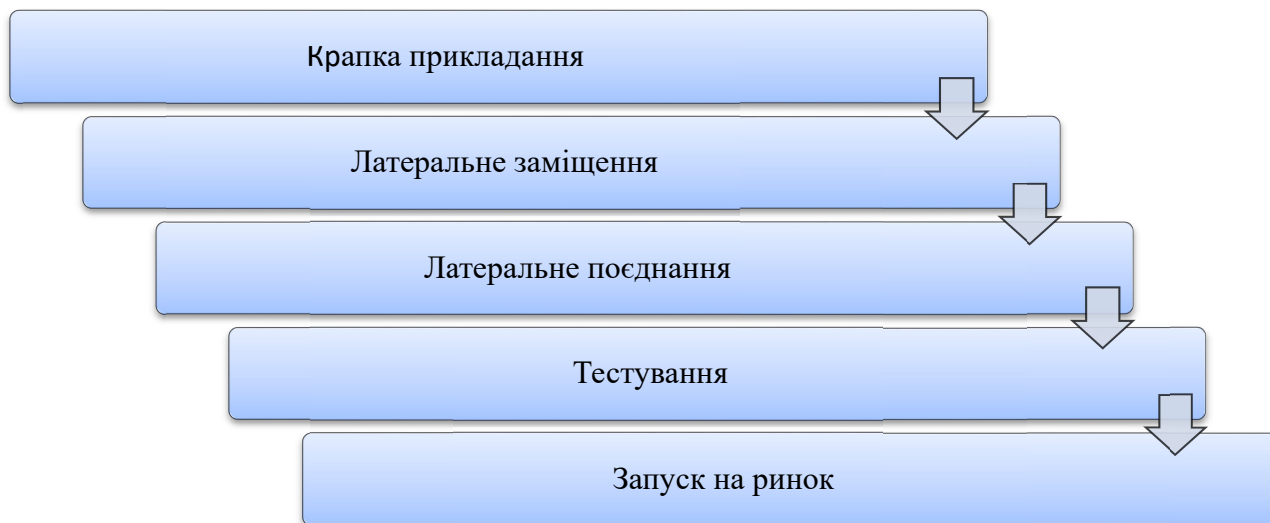 Крапка прикладання
Латеральне заміщення
Латеральне поєднання
Тестування
Запуск на ринок